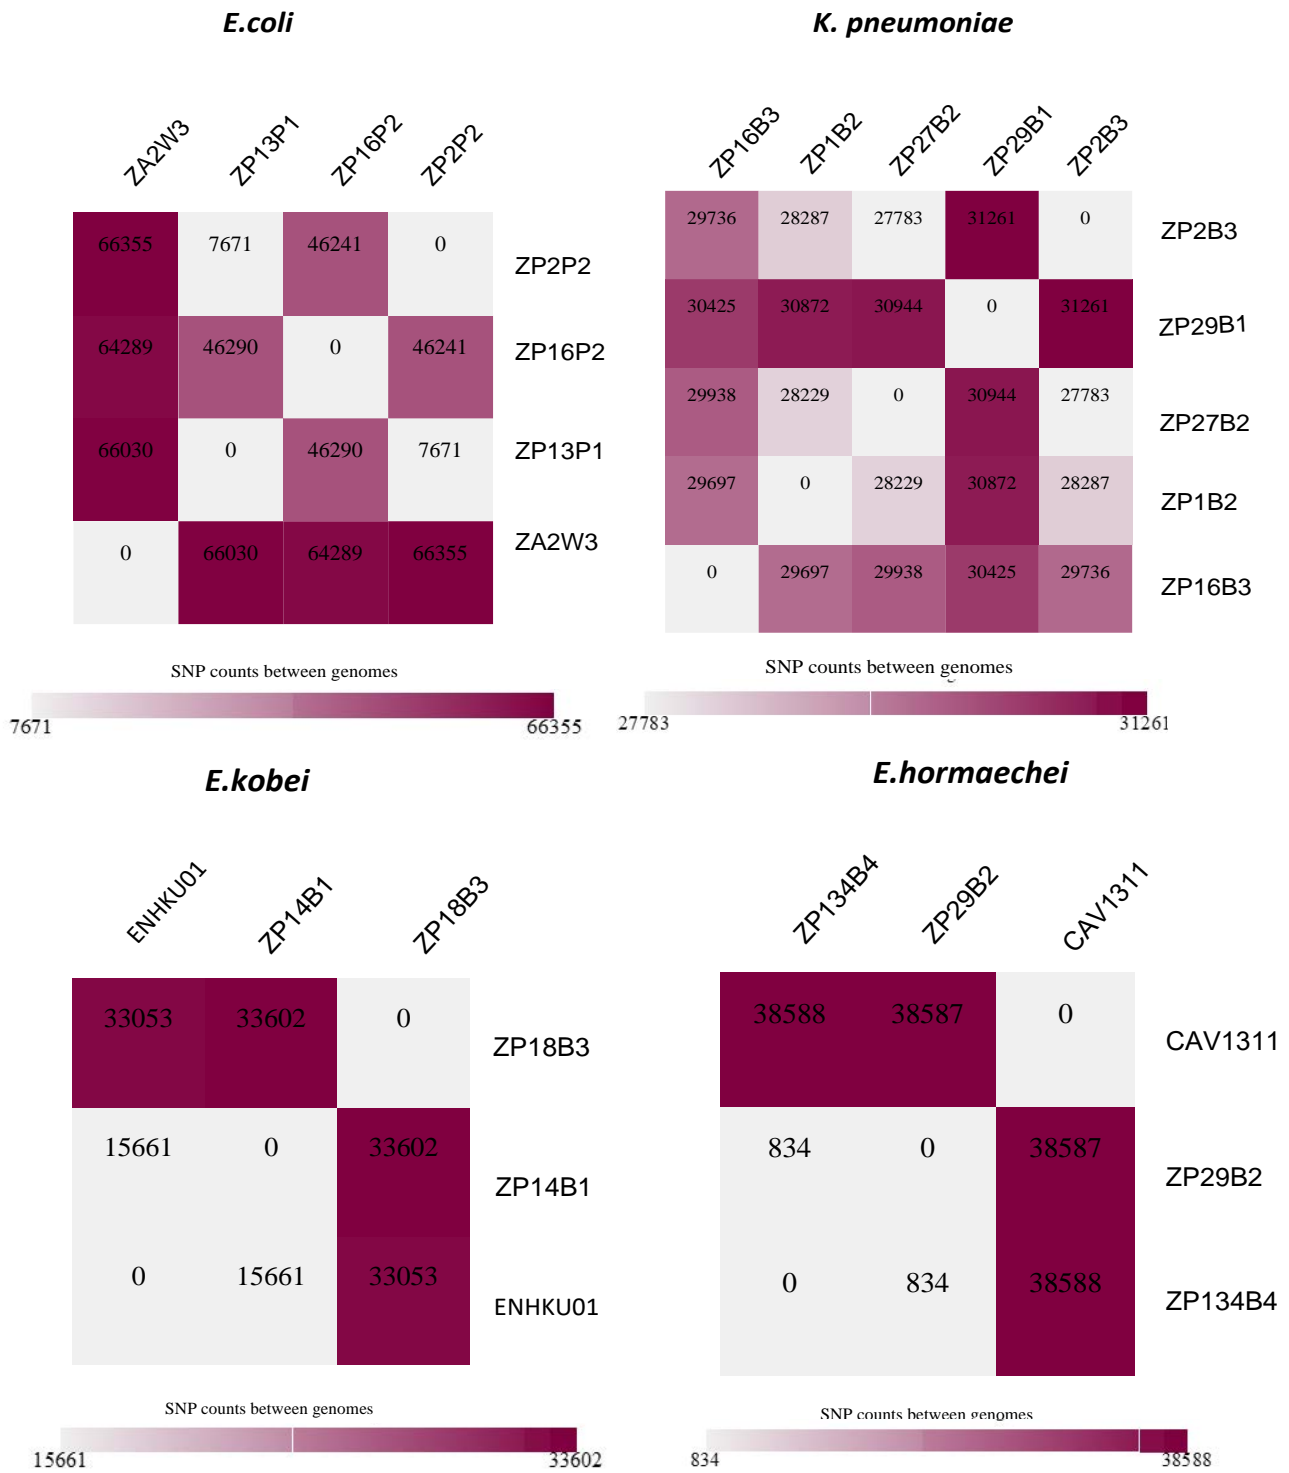 E.coli
ZA2W3 ZP13P1 ZP16P2 ZP2P2
66355 7671 46241 0 ZP2P2
64289 46290 0 46241 ZP16P2
66030 0 46290 7671 ZP13P1
0 66030 64289 66355 ZA2W3
SNP counts between genomes
7671 66355
K. pneumoniae
ZP16B3 ZP1B2 ZP27B2 ZP29B1 ZP2B3
29736 28287 27783 31261 0 ZP2B3
30425 30872 30944 0 31261 ZP29B1
29938 28229 0 30944 27783 ZP27B2
29697 0 28229 30872 28287 ZP1B2
0 29697 29938 30425 29736 ZP16B3
SNP counts between genomes
27783 31261
E.kobei
ENHKU01 ZP14B1 ZP18B3
33053 33602 0 ZP18B3
15661 0 33602 ZP14B1
0 15661 33053 ENHKU01
SNP counts between genomes
15661 33602
E.hormaechei
ZP134B4 ZP29B2 CAV1311
38588 38587 0 CAV1311
834 0 38587 ZP29B2
0 834 38588 ZP134B4
SNP counts between genomes
834 38588